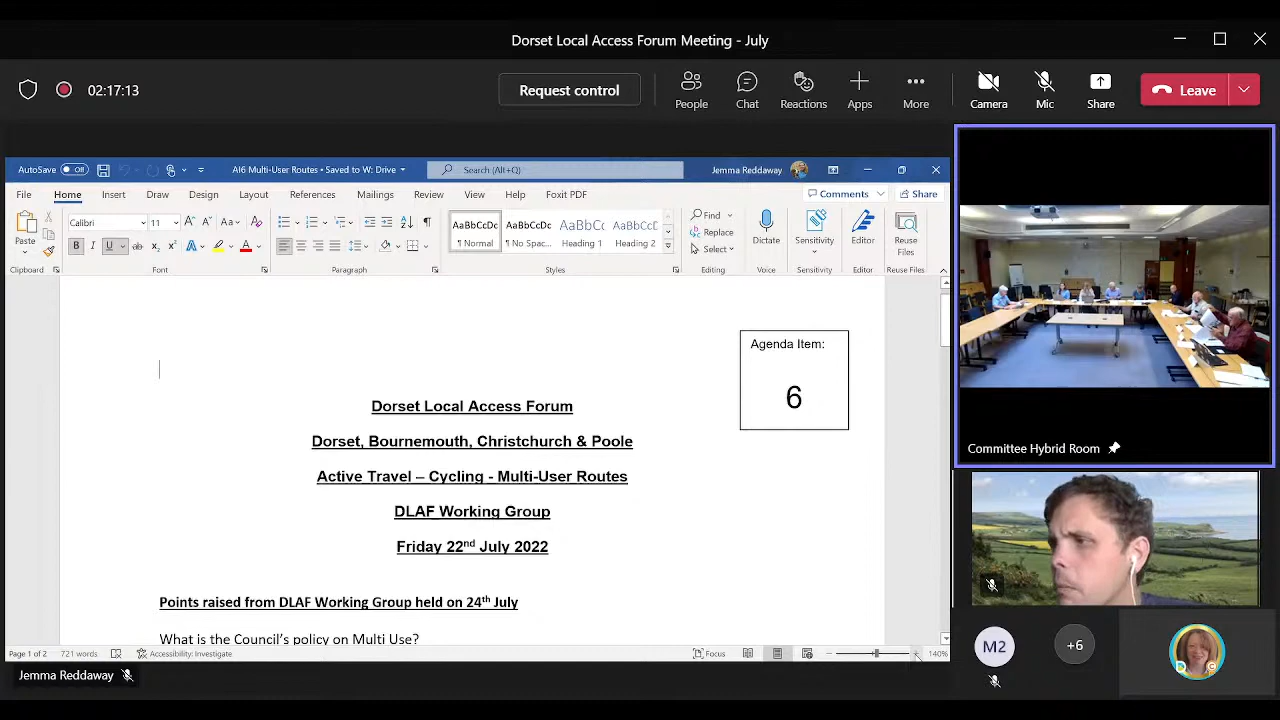 Dorset Local Access Forum Meeting - July
02:17:13
Request control
People
Chat
Reactions
Apps
More
Camera
Mic
Share
Leave
AutoSave Off
AI6 Multi-User Routes • Saved to W: Drive
Search (Alt+Q)
Jemma Reddaway
File Home Insert Draw Design Layout References Mailings Review View Help Foxit PDF
Comments Share
Paste
Calibri 11
Aa
Clipboard
Font
Paragraph
AaBbCcDc AaBbCcDc AaBbCc AaBbCcD
¶ Normal ¶ No Spac... Heading 1 Heading 2
Styles
Find
Replace
Select
Editing
Dictate
Voice
Sensitivity
Sensitivity
Editor
Editor
Reuse Files
Reuse Files
Agenda Item:
6
Dorset Local Access Forum
Dorset, Bournemouth, Christchurch & Poole
Active Travel – Cycling - Multi-User Routes
DLAF Working Group
Friday 22nd July 2022
Points raised from DLAF Working Group held on 24th July
What is the Council's policy on Multi Use?
Page 1 of 2 721 words Accessibility: Investigate Focus 140%
Jemma Reddaway
Committee Hybrid Room
M2
+6
D C